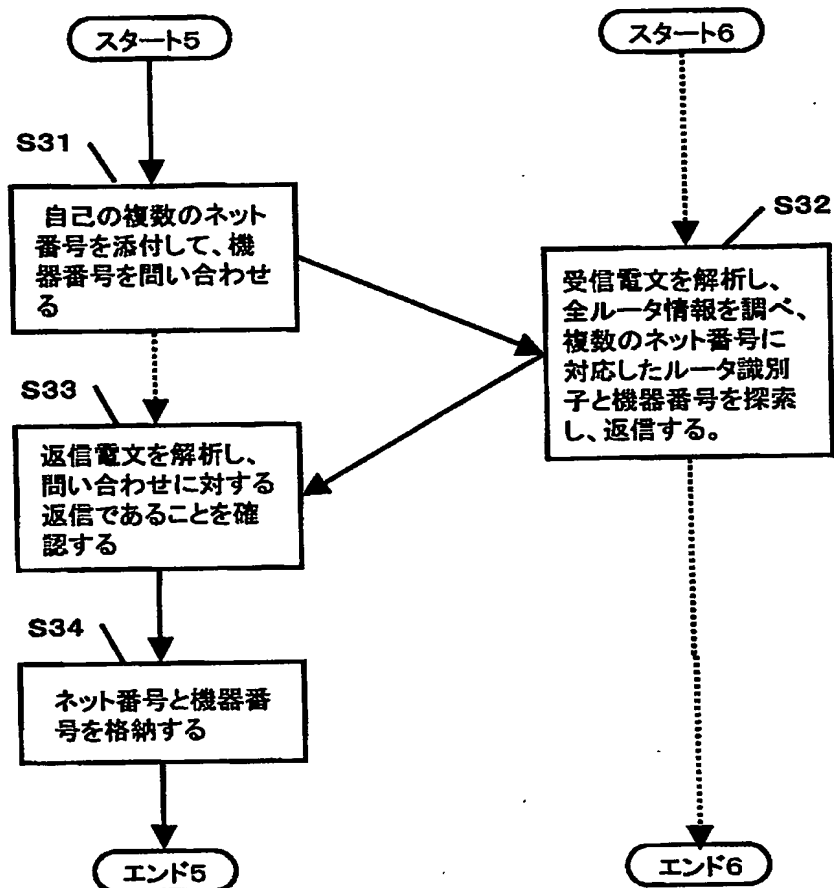 スタート5
スタート6
S31
自己の複数のネット
番号を添付して、機
器番号を問い合わせ
る
S32
受信電文を解析し、
全ルータ情報を調べ、
複数のネット番号に
対応したルータ識別
子と機器番号を探索
し、返信する。
S33
返信電文を解析し、
問い合わせに対する
返信であることを確
認する
S34
ネット番号と機器番
号を格納する
エンド5
エンド6